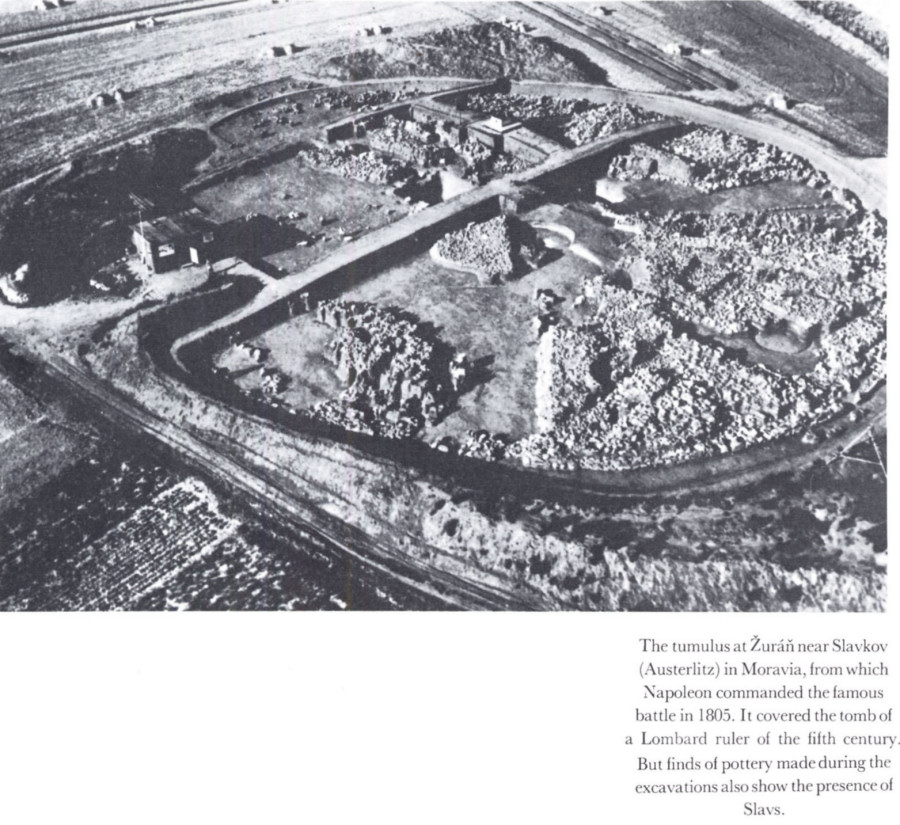 The tumulus at Žuráň near Slavkov
(Austerlitz) in Moravia, from which
Napoleon commanded the famous
battle in 1805. It covered the tomb of
a Lombard ruler of the fifth century.
But finds of pottery made during the
excavations also show the presence of
Slavs.